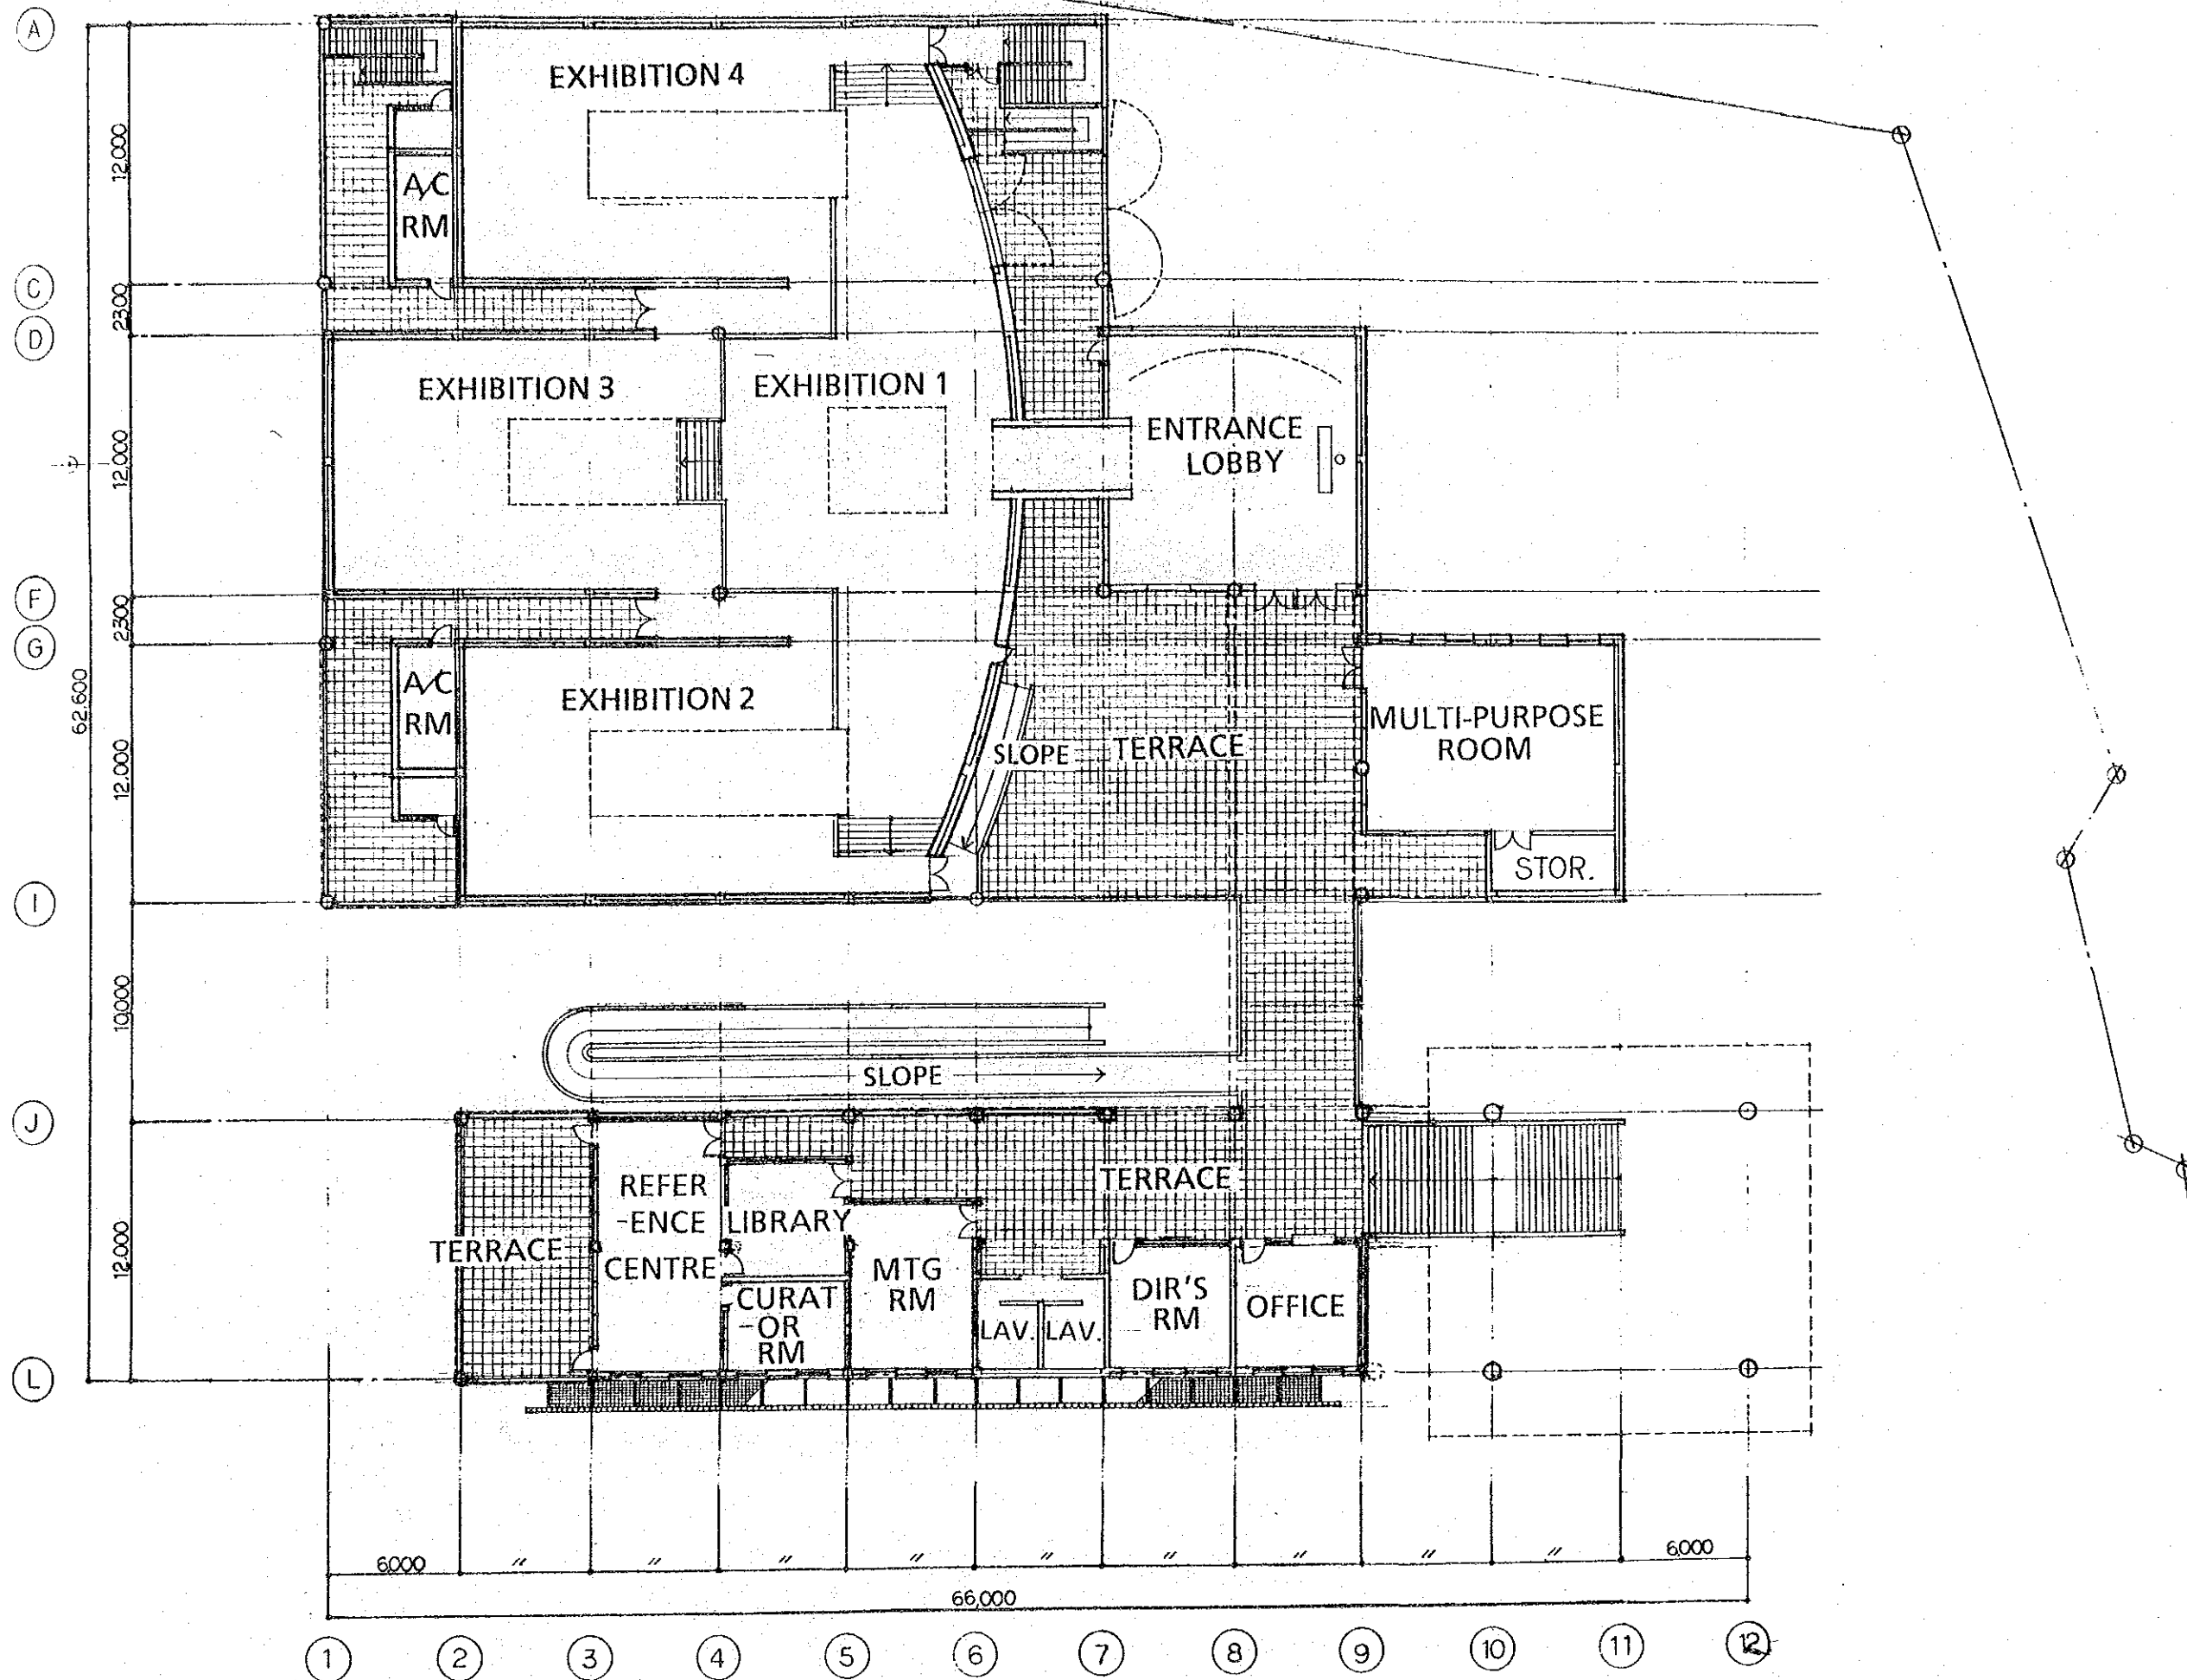 A
EXHIBITION 4
12,000
A/C
RM
C
2300
D
EXHIBITION 3
EXHIBITION 1
ENTRANCE
LOBBY
12,000
F
2300
G
62.600
A/C
RM
EXHIBITION 2
MULTI-PURPOSE
ROOM
SLOPE
TERRACE
12,000
STOR.
I
10,000
SLOPE
J
TERRACE
REFER
-ENCE
CENTRE
LIBRARY
TERRACE
12,000
MTG
RM
CURAT
-OR
RM
LAV.
LAV.
DIR'S
RM
OFFICE
L
6000 〃 〃 〃 〃 〃 〃 〃 〃 〃 6,000
66,000
1 2 3 4 5 6 7 8 9 10 11 12